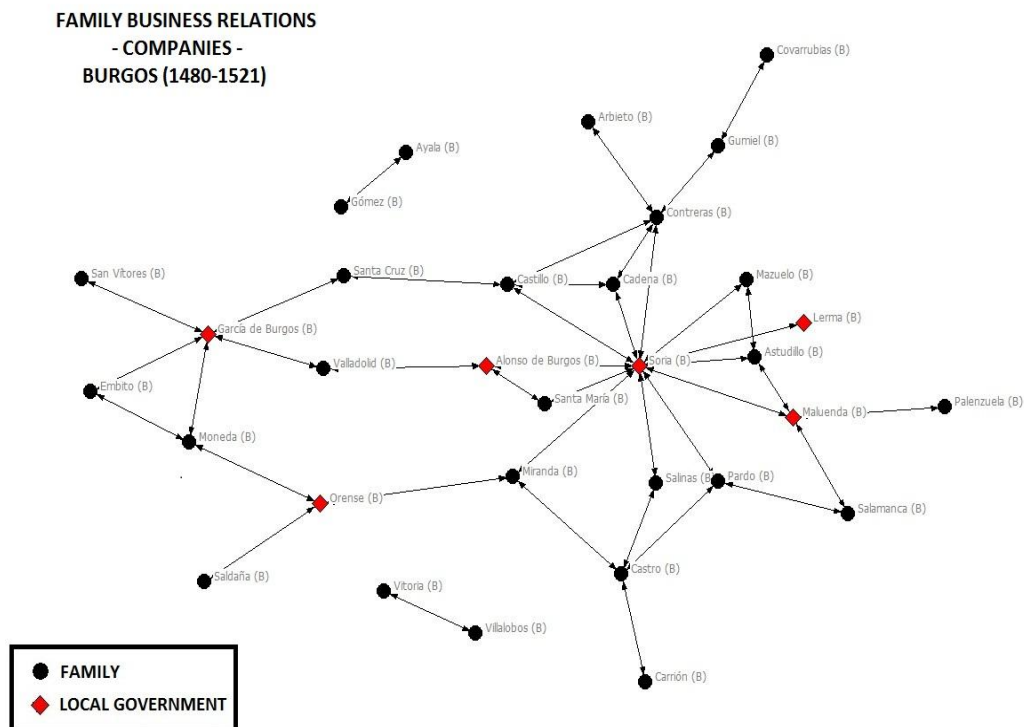 FAMILY BUSINESS RELATIONS
- COMPANIES -
BURGOS (1480-1521)
Covarrubias (B)
Arbieto (B)
Gumiel (B)
Ayala (B)
Gómez (B)
Contreras (B)
San Vítores (B)
Santa Cruz (B)
Castillo (B)
Cadena (B)
Mazuelo (B)
Lerma (B)
García de Burgos (B)
Valladolid (B)
Alonso de Burgos (B)
Soria (B)
Astudillo (B)
Embito (B)
Santa María (B)
Maluenda (B)
Palenzuela (B)
Moneda (B)
Miranda (B)
Salinas (B)
Pardo (B)
Orense (B)
Salamanca (B)
Saldaña (B)
Castro (B)
Vitoria (B)
Villalobos (B)
Carrión (B)
FAMILY
LOCAL GOVERNMENT